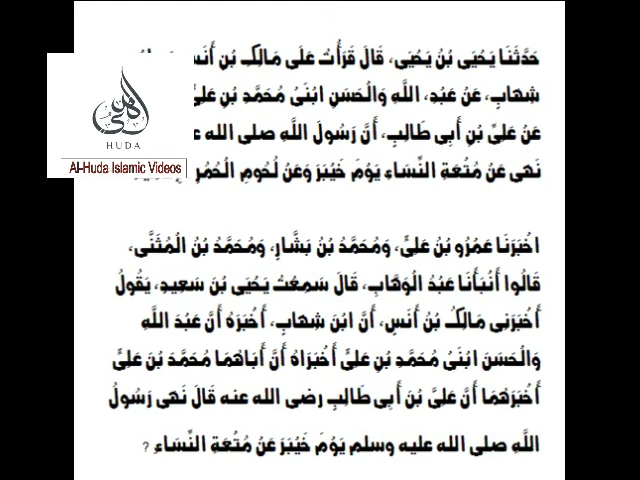 حَدَّثَنَا يَحْيَى بْنُ يَحْيَى، قَالَ قَرَأْتُ عَلَى مَالِكِ بْنِ أَنَسٍ
شِهَابٍ، عَنْ عَبْدِ، اللَّهِ وَالْحَسَنِ ابْنَىْ مُحَمَّدِ بْنِ عَلِيٍّ
عَنْ عَلِيِّ بْنِ أَبِي طَالِبٍ، أَنَّ رَسُولَ اللَّهِ صلى الله
نَهَى عَنْ مُتْعَةِ النِّسَاءِ يَوْمَ خَيْبَرَ وَعَنْ لُحُومِ الْحُمُرِ
HUDA
Al-Huda Islamic Videos
اخْبَرَنَا عَمْرُو بْنُ عَلِيٍّ، وَمُحَمَّدُ بْنُ بَشَّارٍ، وَمُحَمَّدُ بْنُ الْمُثَنَّى،
قَالُوا أَنْبَأَنَا عَبْدُ الْوَهَّابِ، قَالَ سَمِعْتُ يَحْيَى بْنَ سَعِيدٍ، يَقُولُ
أَخْبَرَنِي مَالِكُ بْنُ أَنَسٍ، أَنَّ ابْنَ شِهَابٍ، أَخْبَرَهُ أَنَّ عَبْدَ اللَّهِ
وَالْحَسَنَ ابْنَىْ مُحَمَّدِ بْنِ عَلِيٍّ أَخْبَرَاهُ أَنَّ أَبَاهُمَا مُحَمَّدَ بْنَ عَلِيٍّ
أَخْبَرَهُمَا أَنَّ عَلِيَّ بْنَ أَبِي طَالِبٍ رضى الله عنه قَالَ نَهَى رَسُولُ
اللَّهِ صلى الله عليه وسلم يَوْمَ خَيْبَرَ عَنْ مُتْعَةِ النِّسَاءِ ?